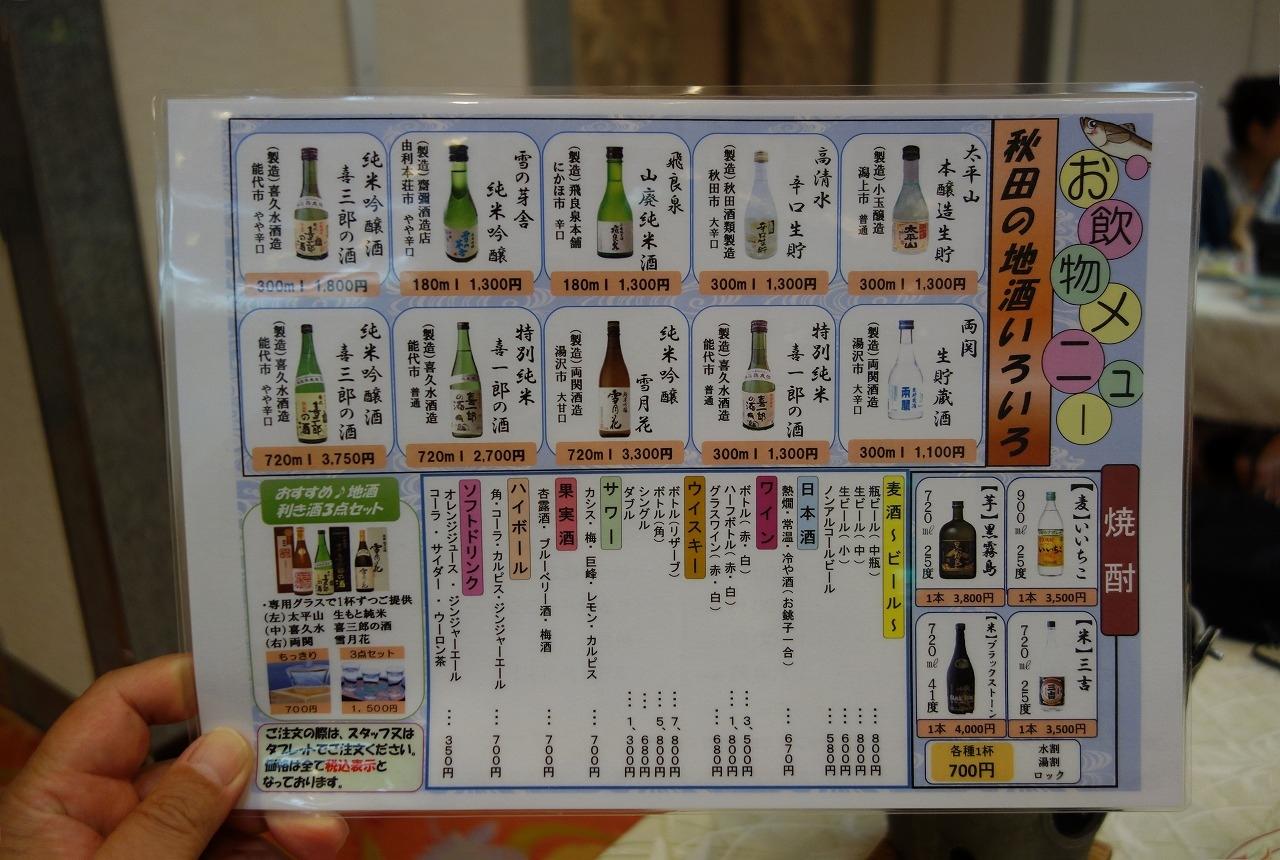 お飲物メニュー
秋田の地酒いろいろ
太平山
本醸造生貯
(製造)小玉醸造
潟上市 普通
300ml 1,300円
高清水
辛口生貯
(製造)秋田酒類製造
秋田市 大辛口
300ml 1,300円
飛良泉
山廃純米酒
(製造)飛良泉本舗
にかほ市 辛口
180ml 1,300円
雪の芽舎
純米吟醸
(製造)齋彌酒造店
由利本荘市 やや辛口
180ml 1,300円
純米吟醸酒
喜三郎の酒
(製造)喜久水酒造
能代市 やや辛口
300ml 1,800円
両関
生貯蔵酒
(製造)両関酒造
湯沢市 大辛口
300ml 1,100円
特別純米
喜一郎の酒
(製造)喜久水酒造
能代市 普通
300ml 1,300円
純米吟醸
雪月花
(製造)両関酒造
湯沢市 大甘口
720ml 3,300円
特別純米
喜一郎の酒
(製造)喜久水酒造
能代市 普通
720ml 2,700円
純米吟醸酒
喜三郎の酒
(製造)喜久水酒造
能代市 やや辛口
720ml 3,750円
焼酎
【麦】いいちこ
900㎖ 25度
1本 3,500円
【芋】黒霧島
720㎖ 25度
1本 3,800円
【米】三吉
720㎖ 25度
1本 3,500円
【米】ブラックストーン
720㎖ 41度
1本 4,000円
各種1杯
700円
水割
湯割
ロック
麦酒～ビール～
瓶ビール(中瓶) … 800円
生ビール(中) … 800円
生ビール(小) … 600円
ノンアルコールビール … 580円
日本酒
熱燗・常温・冷や酒(お銚子一合) … 670円
ワイン
ボトル(赤・白) … 3,500円
ハーフボトル(赤・白) … 1,800円
グラスワイン(赤・白) … 680円
ウイスキー
ボトル(リザーブ) … 7,800円
ボトル(角) … 5,800円
シングル … 680円
ダブル … 1,300円
サワー
カシス・梅・巨峰・レモン・カルピス … 700円
果実酒
杏露酒・ブルーベリー酒・梅酒 … 700円
ハイボール
角・コーラ・カルピス・ジンジャーエール … 700円
ソフトドリンク
オレンジジュース・ジンジャーエール
コーラ・サイダー・ウーロン茶 … 350円
おすすめ♪地酒
利き酒3点セット
・専用グラスで1杯ずつご提供
(左)太平山 生もと純米
(中)喜久水 喜三郎の酒
(右)両関 雪月花
もっきり
700円
3点セット
1,500円
ご注文の際は、スタッフ又は
タブレットでご注文ください。
価格は全て税込表示と
なっております。